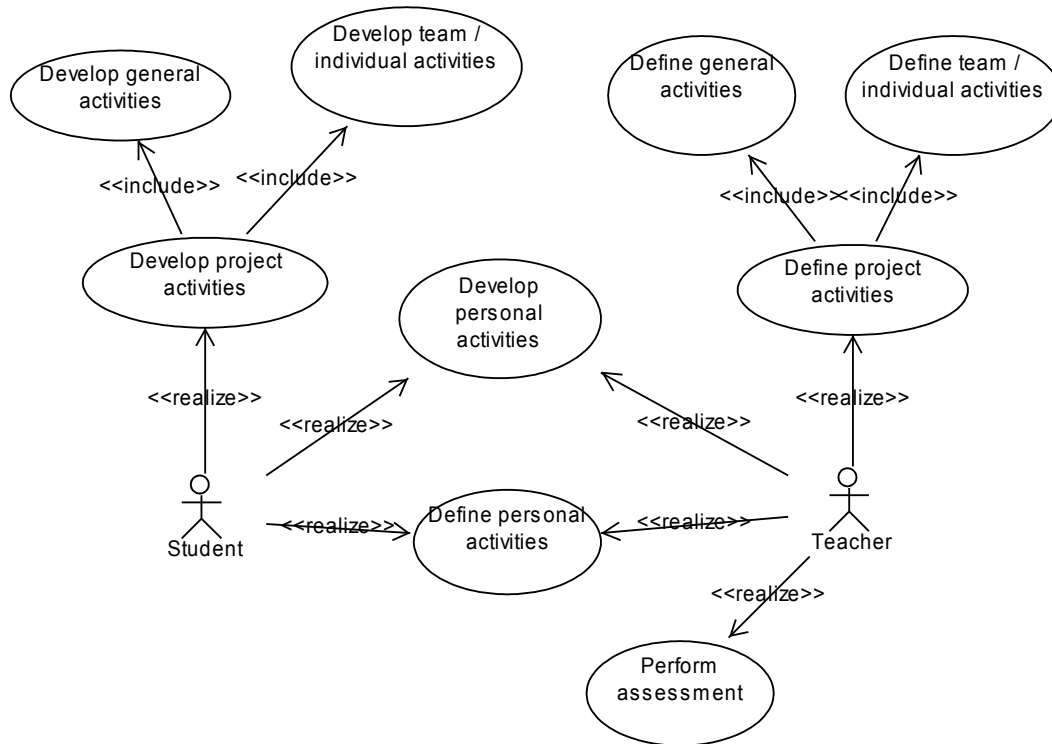 Develop general
activities
Develop team /
individual activities
Define general
activities
Define team /
individual activities
<<include>>
<<include>>
<<include>>
<<include>>
Develop project
activities
Develop
personal
activities
Define project
activities
<<realize>>
<<realize>>
<<realize>>
<<realize>>
Student
<<realize>>
Define personal
activities
<<realize>>
Teacher
<<realize>>
Perform
assessment